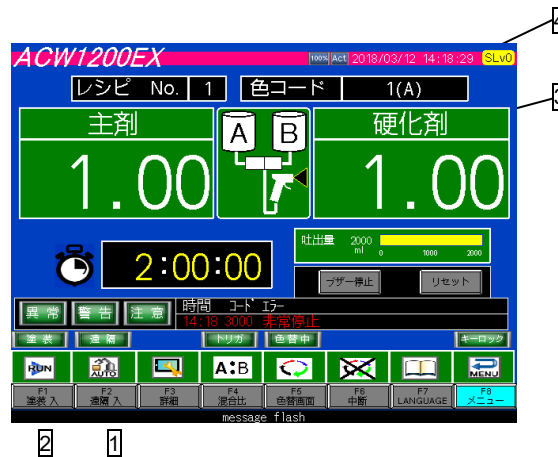 ACW1200EX
100% Act 2018/03/12 14:18:29 SLv0
レシピ No. 1 色コード 1(A)
主剤
A B
硬化剤
1.00
1.00
吐出量 2000 ml
0 1000 2000
2:00:00
ブザー停止 リセット
異常 警告 注意
時間 コード エラー
14:18 3000 非常停止
塗装 遠隔 トリガ 色替中 キーロック
RUN AUTO A:B MENU
F1 F2 F3 F4 F5 F6 F7 F8
塗装入 遠隔入 詳細 混合比 色替画面 中断 LANGUAGE メニュー
message flash
2 1